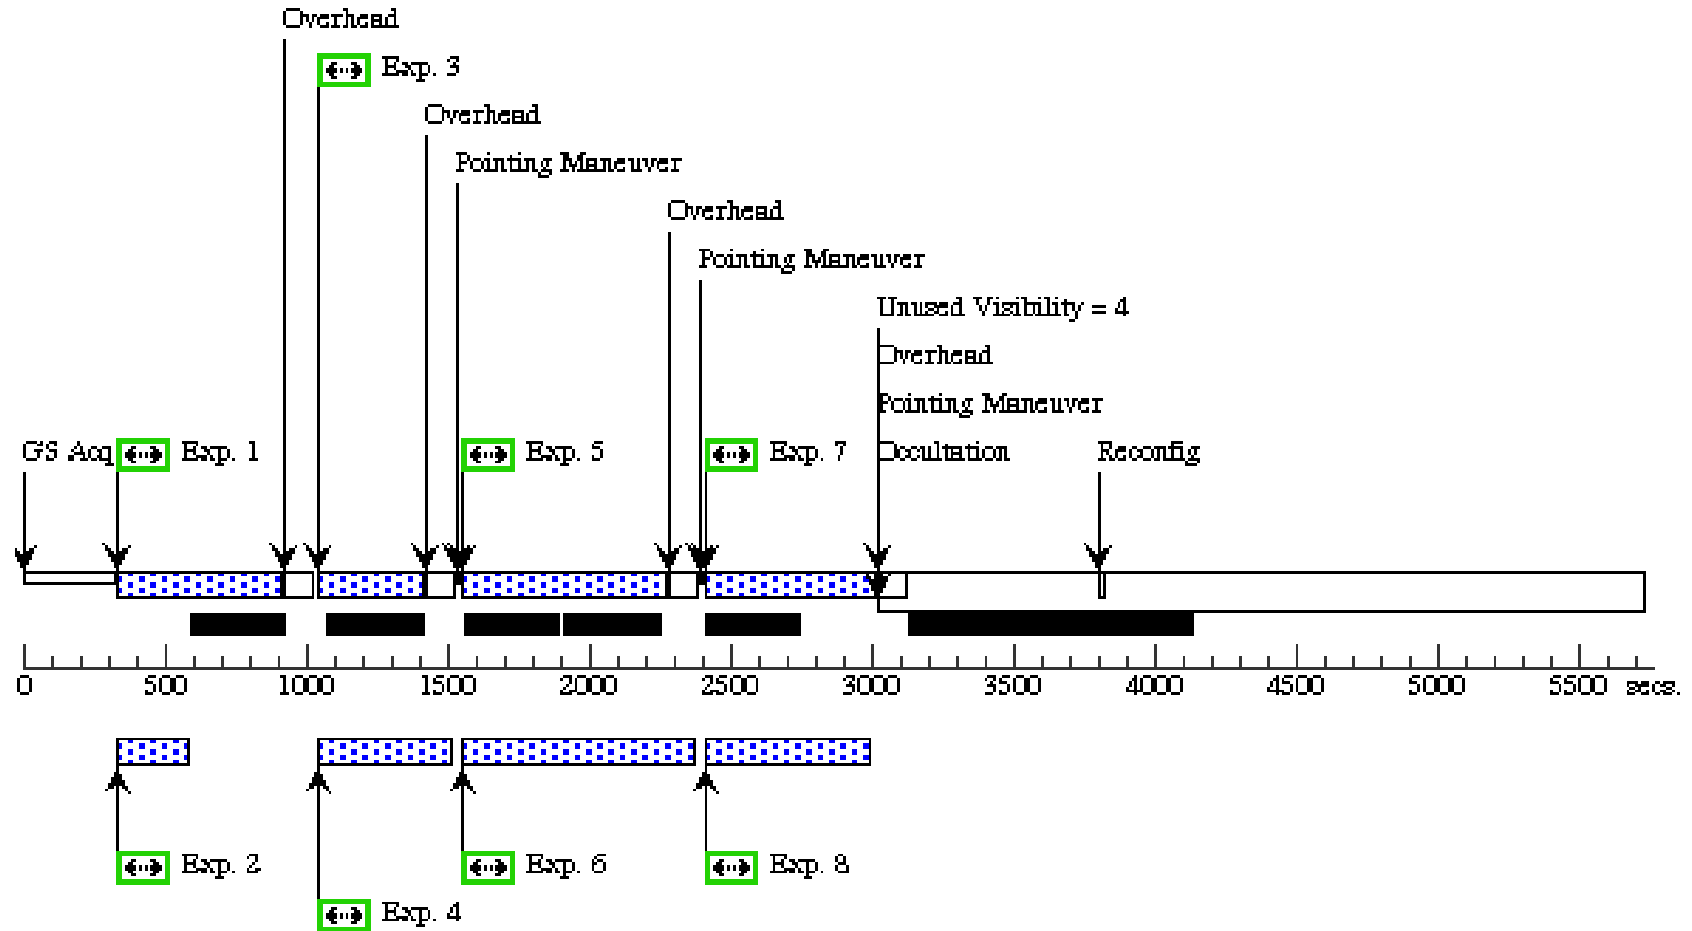 Overhead
Exp. 3
Overhead
Pointing Maneuver
Overhead
Pointing Maneuver
Unused Visibility = 4
Overhead
Pointing Maneuver
GS Acq Exp. 1 Exp. 5 Exp. 7 Occultation Reconfig
0 500 1000 1500 2000 2500 3000 3500 4000 4500 5000 5500 secs.
Exp. 2 Exp. 6 Exp. 8
Exp. 4